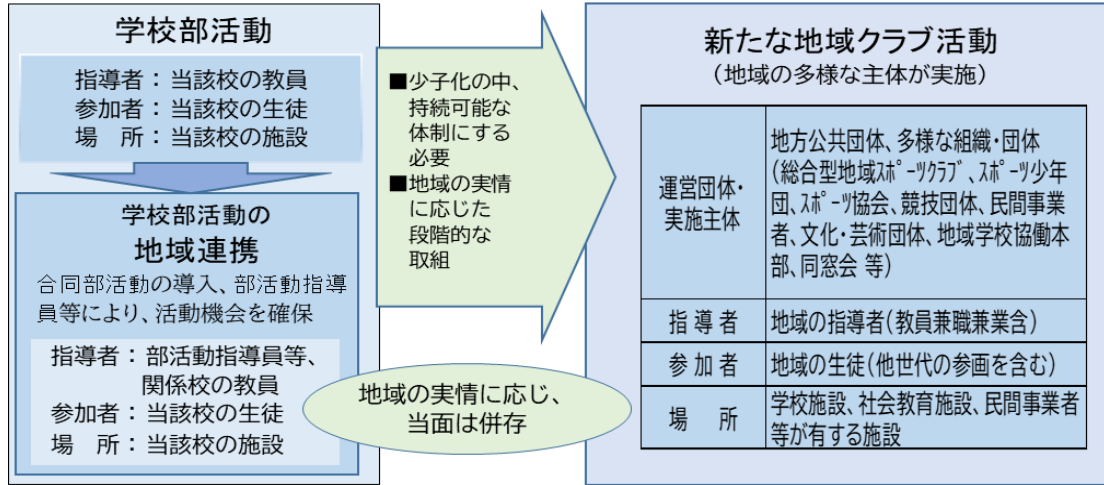 学校部活動
指導者：当該校の教員
参加者：当該校の生徒
場　所：当該校の施設
学校部活動の
地域連携
合同部活動の導入、部活動指導
員等により、活動機会を確保
指導者：部活動指導員等、
関係校の教員
参加者：当該校の生徒
場　所：当該校の施設
■少子化の中、
持続可能な
体制にする
必要
■地域の実情
に応じた
段階的な
取組
地域の実情に応じ、
当面は併存
新たな地域クラブ活動
（地域の多様な主体が実施）
運営団体・
実施主体
地方公共団体、多様な組織・団体
（総合型地域ｽﾎﾟｰﾂｸﾗﾌﾞ、ｽﾎﾟｰﾂ少年
団、ｽﾎﾟｰﾂ協会、競技団体、民間事業
者、文化・芸術団体、地域学校協働本
部、同窓会 等）
指 導 者
地域の指導者（教員兼職兼業含）
参 加 者
地域の生徒（他世代の参画を含む）
場　所
学校施設、社会教育施設、民間事業者
等が有する施設